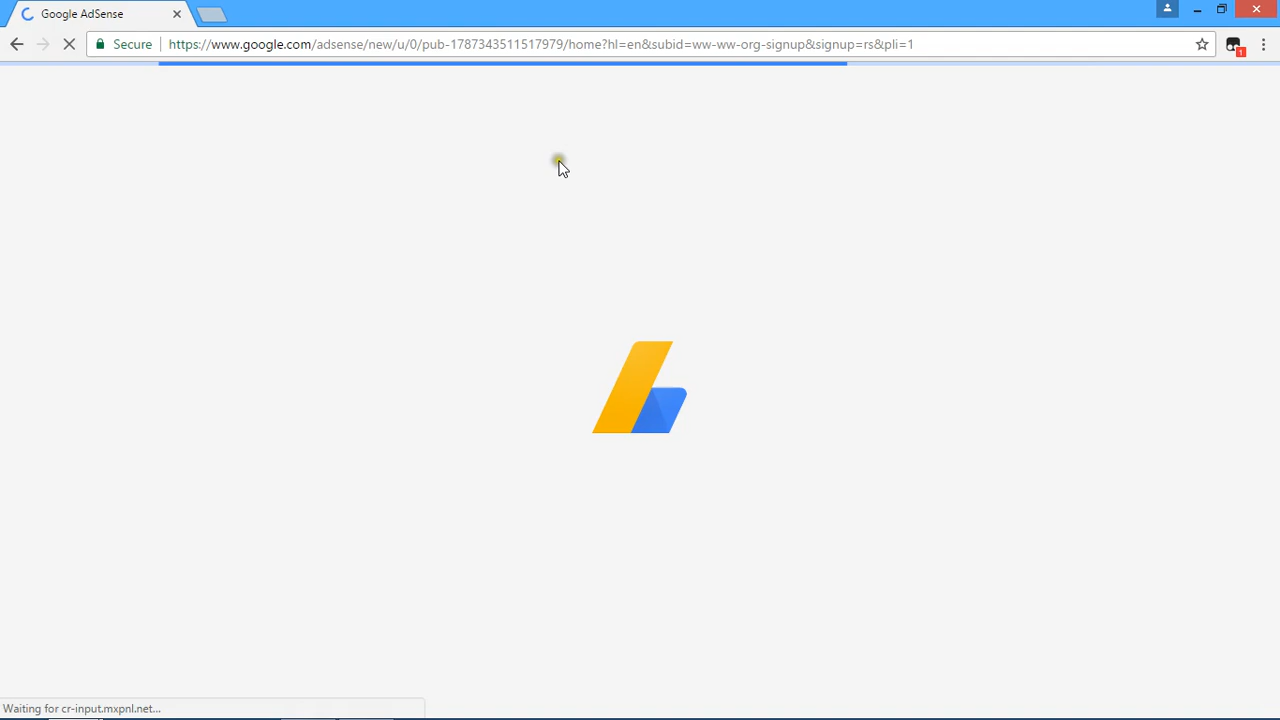 Google AdSense
Secure
https://www.google.com/adsense/new/u/0/pub-1787343511517979/home?hl=en&subid=ww-ww-org-signup&signup=rs&pli=1
1
Waiting for cr-input.mxpnl.net...